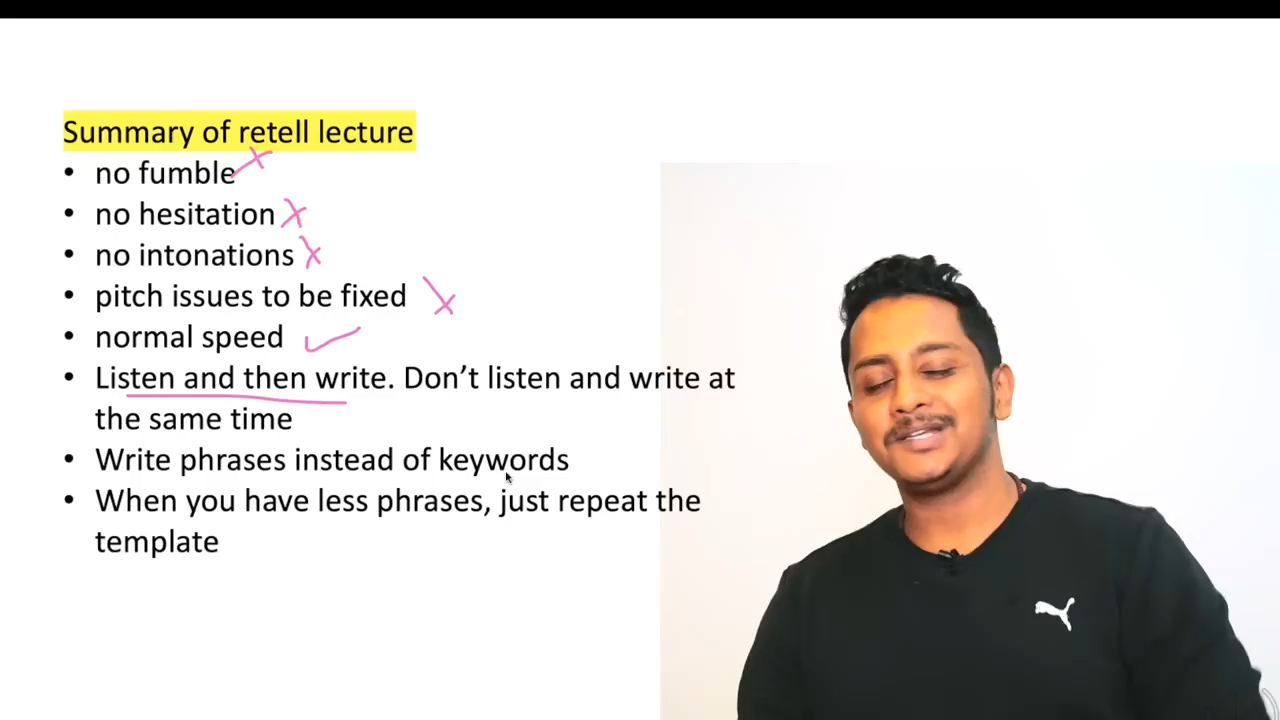 Summary of retell lecture
• no fumble
• no hesitation
• no intonations
• pitch issues to be fixed
• normal speed
• Listen and then write. Don’t listen and write at
the same time
• Write phrases instead of keywords
• When you have less phrases, just repeat the
template